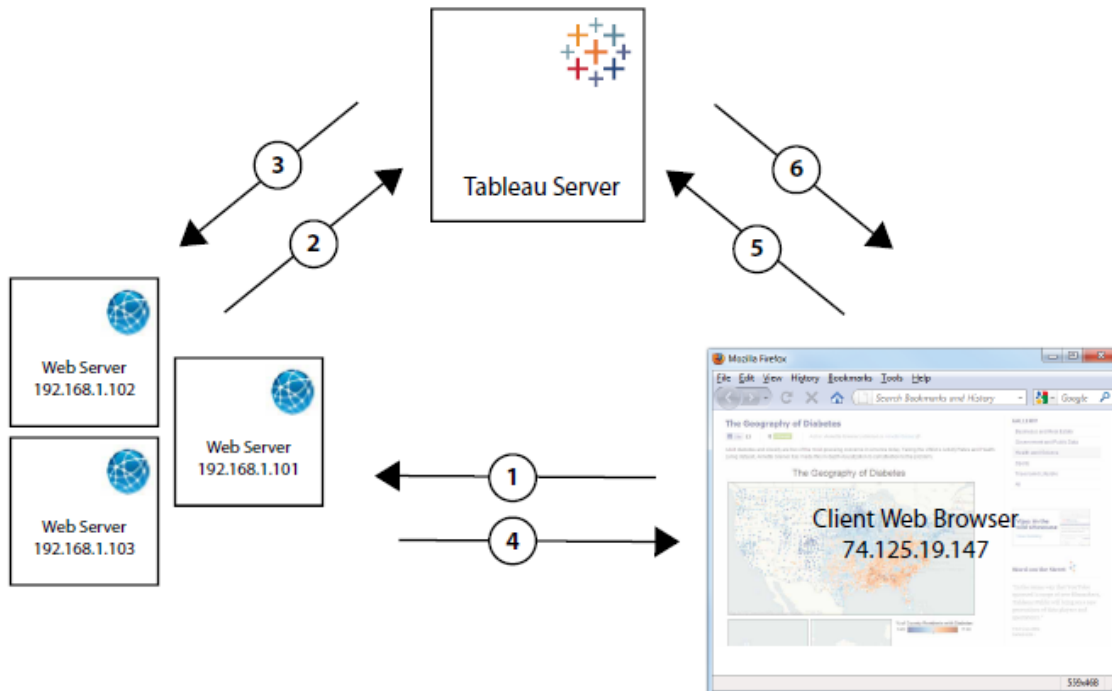 Tableau Server
3
6
2
5
Web Server
192.168.1.102
Web Server
192.168.1.101
Web Server
192.168.1.103
1
4
Mozilla Firefox
File Edit View History Bookmarks Tools Help
Search Bookmarks and History
Google
The Geography of Diabetes
The Geography of Diabetes
Client Web Browser
74.125.19.147
559x468